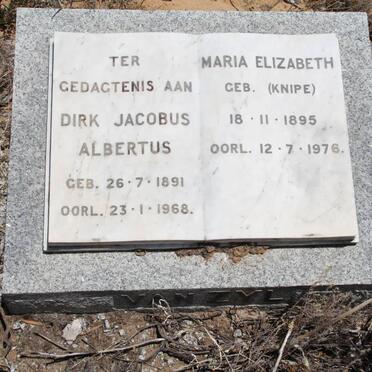 TER
GEDAGTENIS AAN
DIRK JACOBUS
ALBERTUS
GEB. 26·7·1891
OORL. 23·1·1968.
MARIA ELIZABETH
GEB. (KNIPE)
18·11·1895
OORL. 12·7·1976.
VAN ZYL